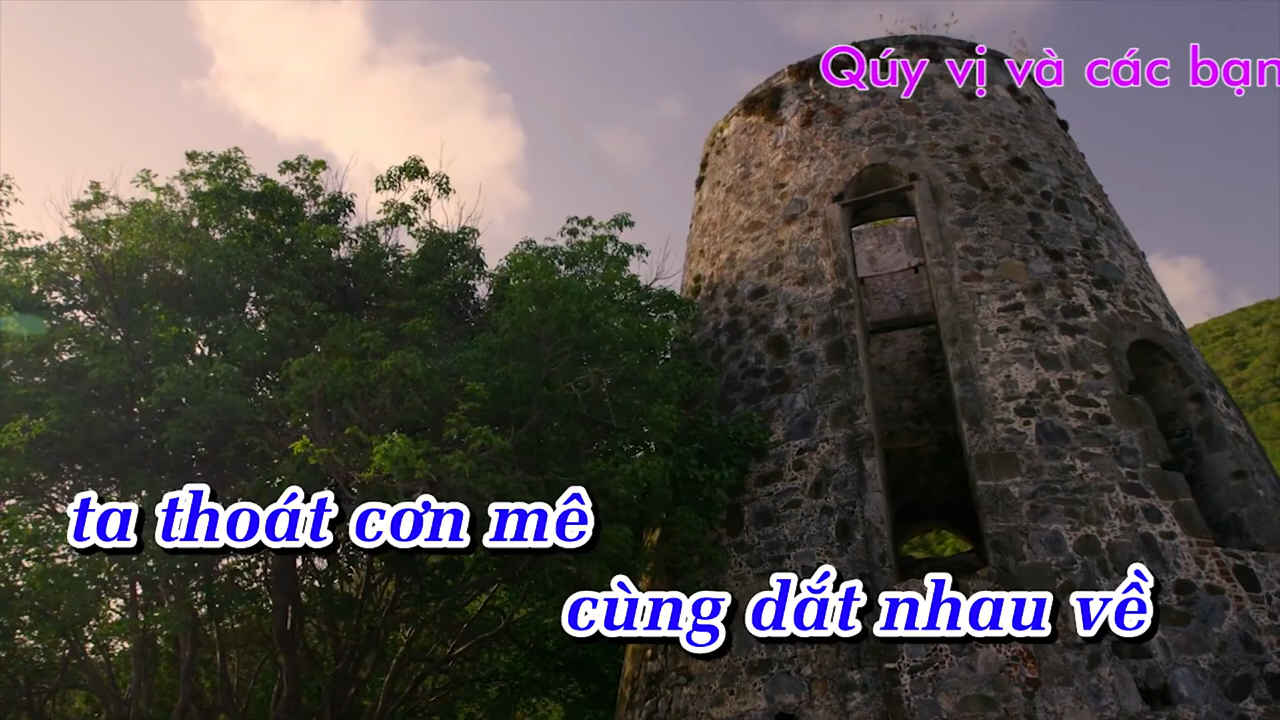 Qúy vị và các bạn
ta thoát cơn mê
cùng dắt nhau về